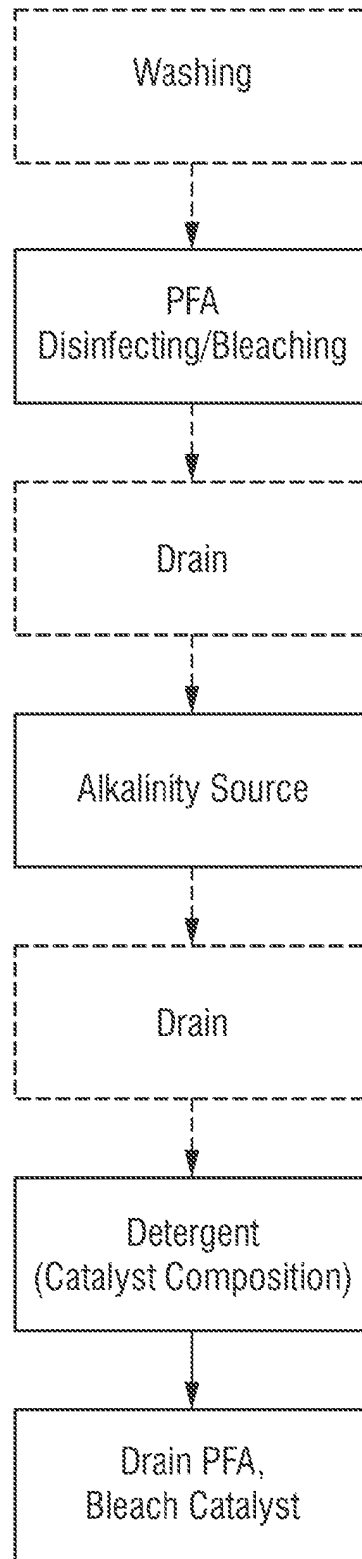 Washing
PFA
Disinfecting/Bleaching
Drain
Alkalinity Source
Drain
Detergent
(Catalyst Composition)
Drain PFA,
Bleach Catalyst